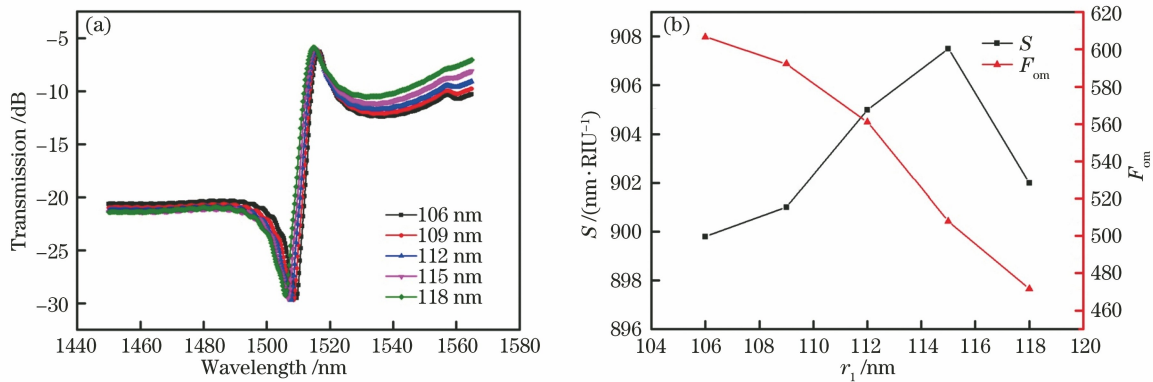 (a)
Transmission /dB
−5
−10
−15
−20
−25
−30
106 nm
109 nm
112 nm
115 nm
118 nm
1440 1460 1480 1500 1520 1540 1560 1580
Wavelength /nm
(b)
S /(nm·RIU⁻¹)
908
906
904
902
900
898
896
S
Fom
620
600
580
560
540
520
500
480
460
Fom
104 106 108 110 112 114 116 118 120
r₁ /nm